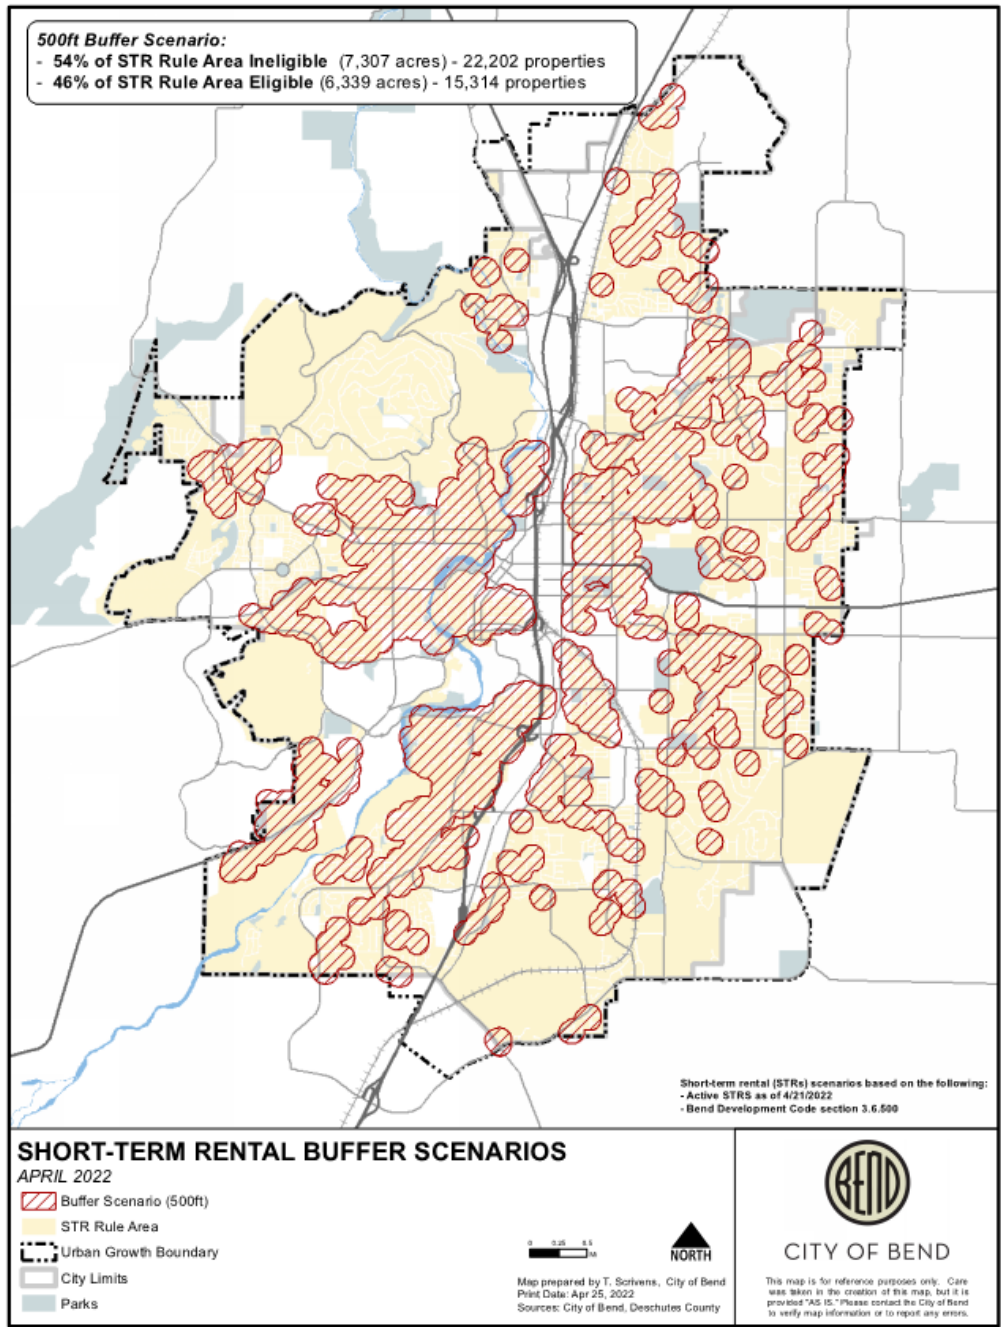 500ft Buffer Scenario:
- 54% of STR Rule Area Ineligible (7,307 acres) - 22,202 properties
- 46% of STR Rule Area Eligible (6,339 acres) - 15,314 properties
Short-term rental (STRs) scenarios based on the following:
- Active STRS as of 4/21/2022
- Bend Development Code section 3.6.500
SHORT-TERM RENTAL BUFFER SCENARIOS
APRIL 2022
Buffer Scenario (500ft)
STR Rule Area
Urban Growth Boundary
City Limits
Parks
0 0.25 0.5
Mi
NORTH
Map prepared by T. Scrivens, City of Bend
Print Date: Apr 25, 2022
Sources: City of Bend, Deschutes County
BEND
CITY OF BEND
This map is for reference purposes only. Care
was taken in the creation of this map, but it is
provided "AS IS." Please contact the City of Bend
to verify map information or to report any errors.